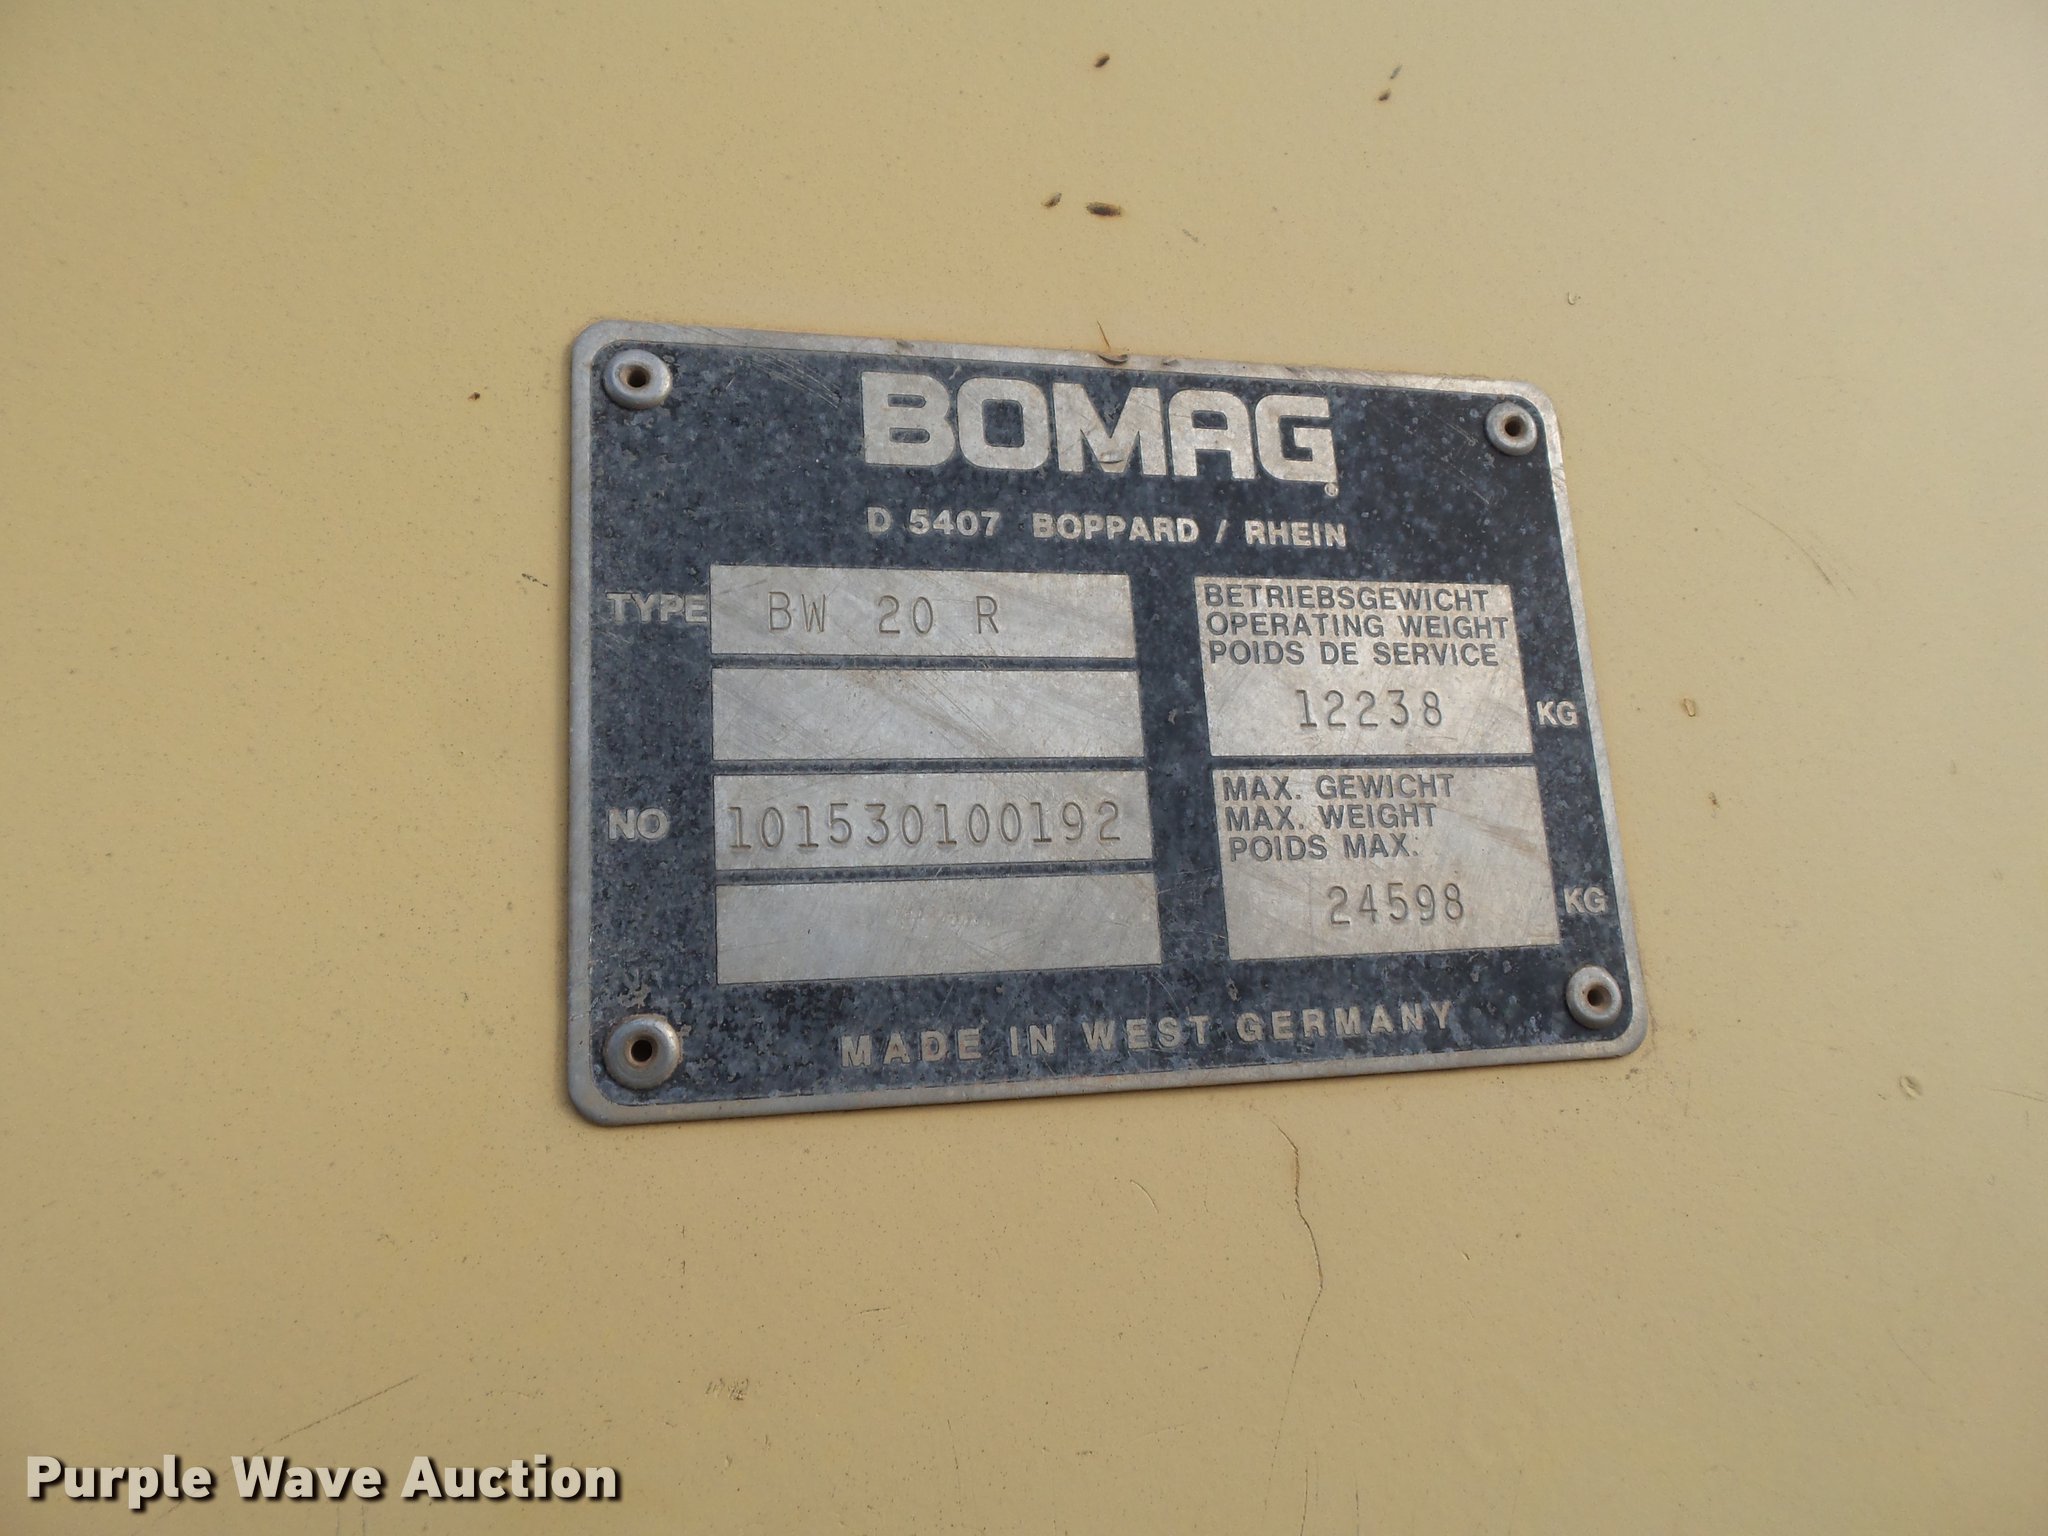 BOMAG
D 5407 BOPPARD / RHEIN
TYPE BW 20 R
NO 101530100192
BETRIEBSGEWICHT
OPERATING WEIGHT
POIDS DE SERVICE
12238 KG
MAX. GEWICHT
MAX. WEIGHT
POIDS MAX.
24598 KG
MADE IN WEST GERMANY
Purple Wave Auction